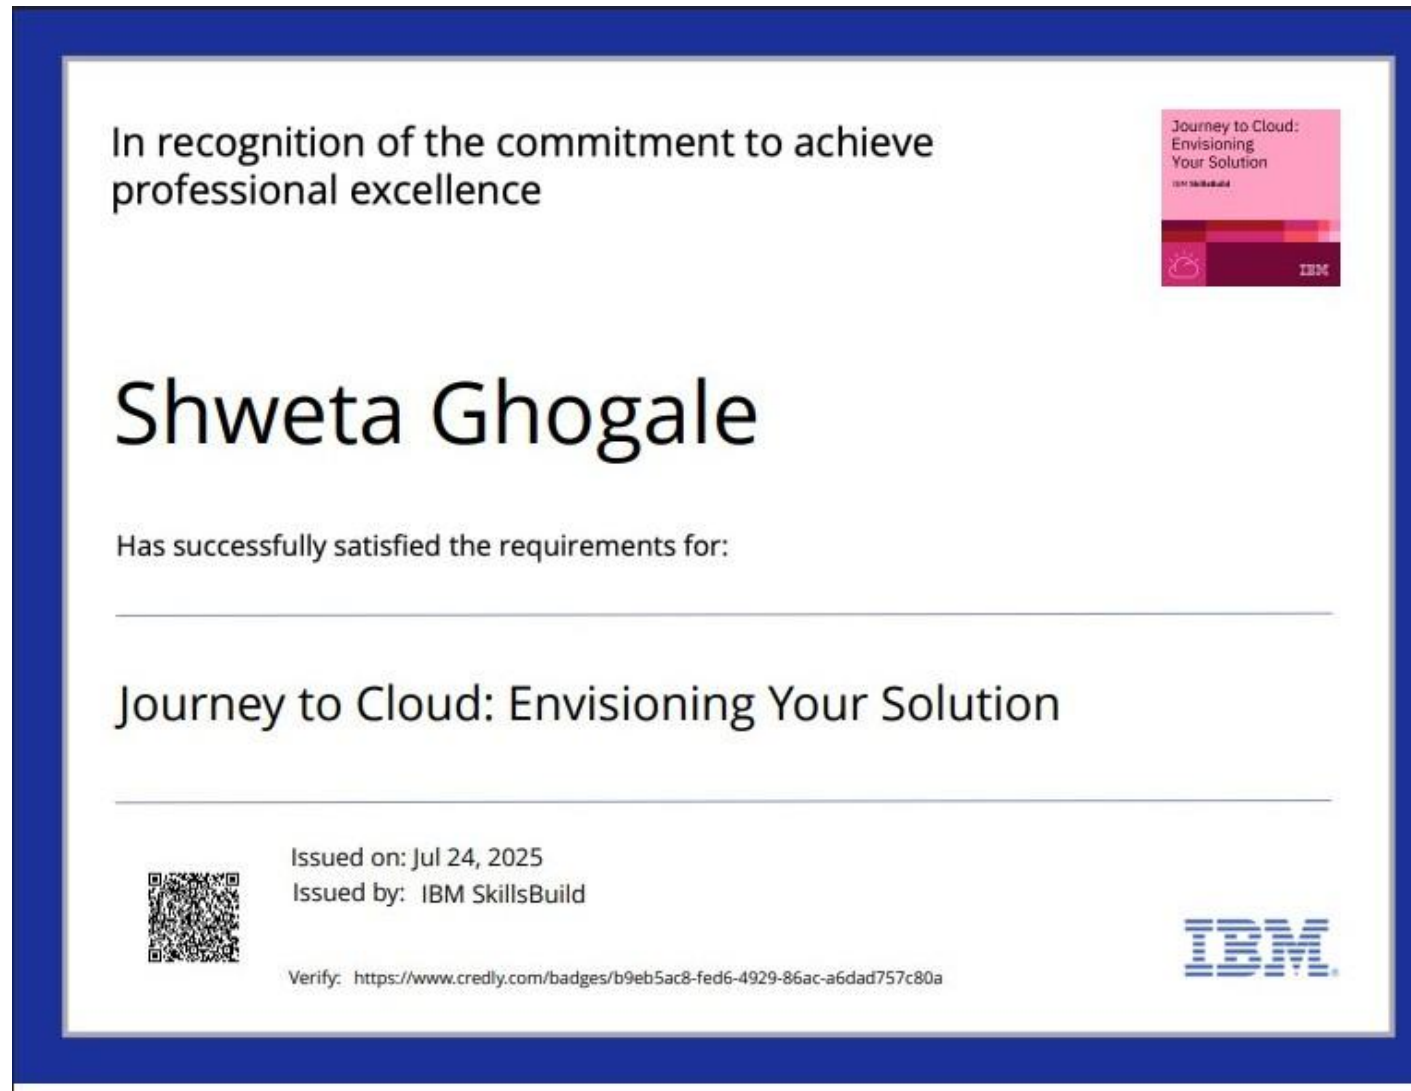 In recognition of the commitment to achieve
professional excellence
Journey to Cloud:
Envisioning
Your Solution
IBM SkillsBuild
IBM
Shweta Ghogale
Has successfully satisfied the requirements for:
Journey to Cloud: Envisioning Your Solution
Issued on: Jul 24, 2025
Issued by: IBM SkillsBuild
Verify: https://www.credly.com/badges/b9eb5ac8-fed6-4929-86ac-a6dad757c80a
IBM